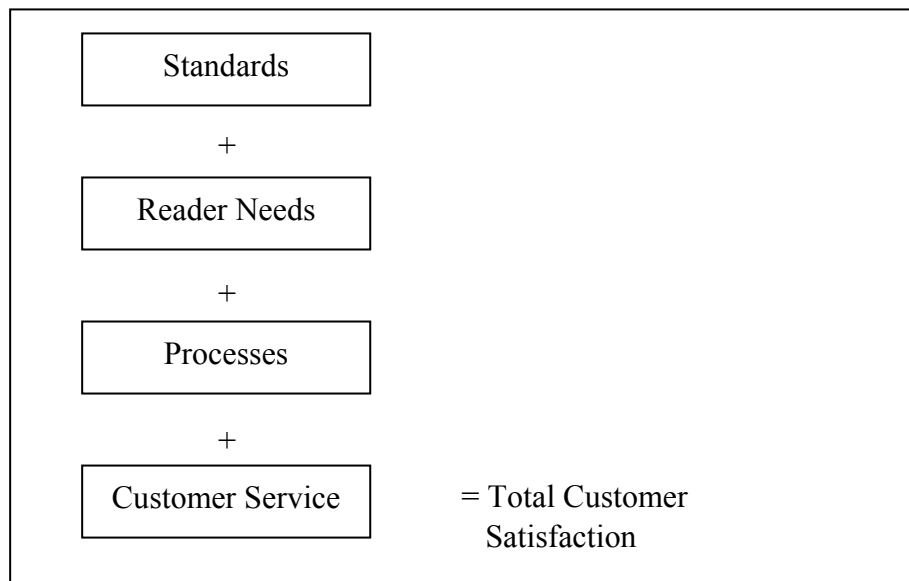 Standards
+
Reader Needs
+
Processes
+
Customer Service
= Total Customer
Satisfaction